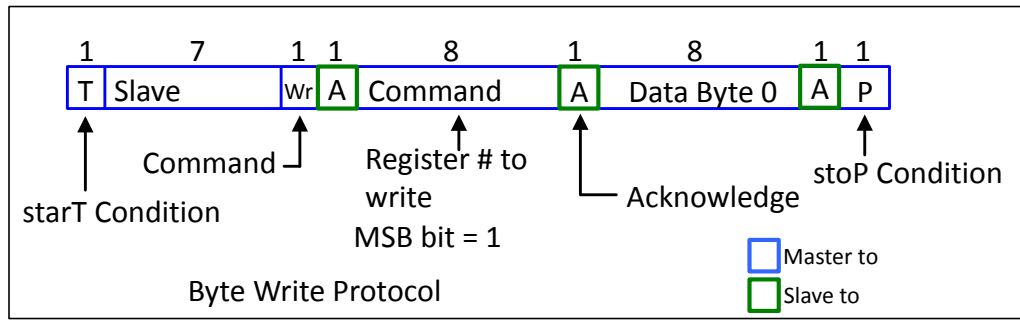 1 7 1 1 8 1 8 1 1
T Slave Wr A Command A Data Byte 0 A P
Command
Register # to
write
MSB bit = 1
starT Condition
Acknowledge
stoP Condition
Byte Write Protocol
Master to
Slave to